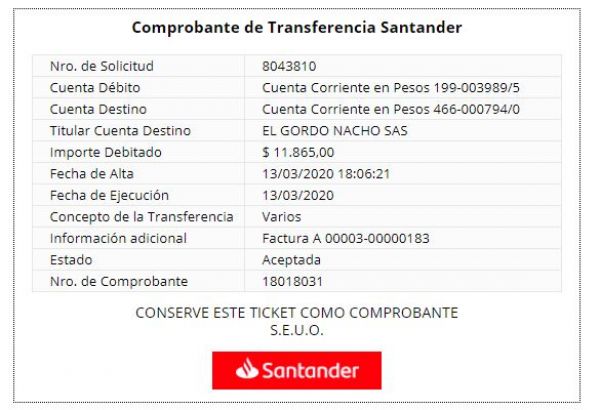 Comprobante de Transferencia Santander
Nro. de Solicitud 8043810
Cuenta Débito Cuenta Corriente en Pesos 199-003989/5
Cuenta Destino Cuenta Corriente en Pesos 466-000794/0
Titular Cuenta Destino EL GORDO NACHO SAS
Importe Debitado $ 11.865,00
Fecha de Alta 13/03/2020 18:06:21
Fecha de Ejecución 13/03/2020
Concepto de la Transferencia Varios
Información adicional Factura A 00003-00000183
Estado Aceptada
Nro. de Comprobante 18018031
CONSERVE ESTE TICKET COMO COMPROBANTE
S.E.U.O.
Santander